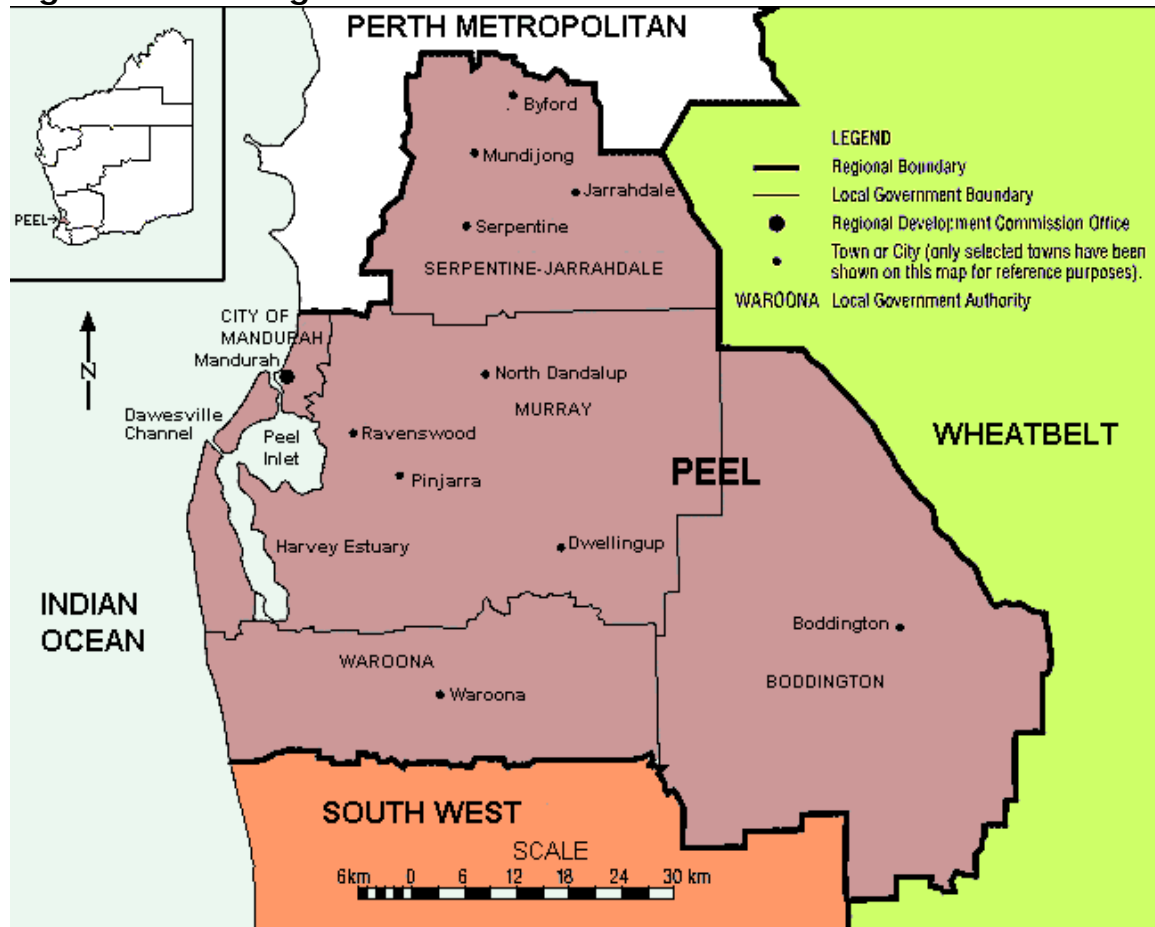 PERTH METROPOLITAN
Byford
Mundijong
Jarrahdale
Serpentine
SERPENTINE-JARRAHDALE
PEEL
LEGEND
Regional Boundary
Local Government Boundary
Regional Development Commission Office
Town or City (only selected towns have been
shown on this map for reference purposes).
WAROONA Local Government Authority
N
CITY OF
MANDURAH
Mandurah
Dawesville
Channel
Peel
Inlet
North Dandalup
MURRAY
Ravenswood
Pinjarra
PEEL
WHEATBELT
Harvey Estuary
Dwellingup
INDIAN
OCEAN
Boddington
BODDINGTON
WAROONA
Waroona
SOUTH WEST
SCALE
6km 0 6 12 18 24 30 km